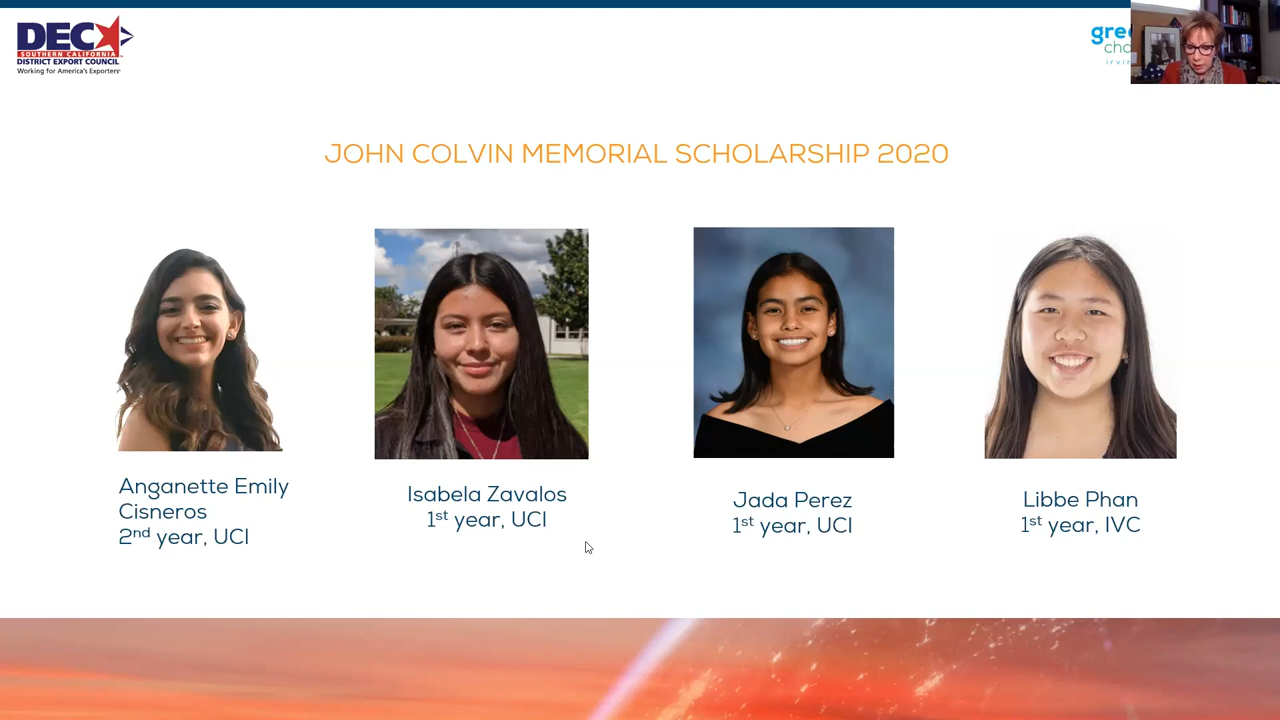 DEC
SOUTHERN CALIFORNIA
DISTRICT EXPORT COUNCIL
Working for America's Exporters
JOHN COLVIN MEMORIAL SCHOLARSHIP 2020
Anganette Emily
Cisneros
2nd year, UCI
Isabela Zavalos
1st year, UCI
Jada Perez
1st year, UCI
Libbe Phan
1st year, IVC